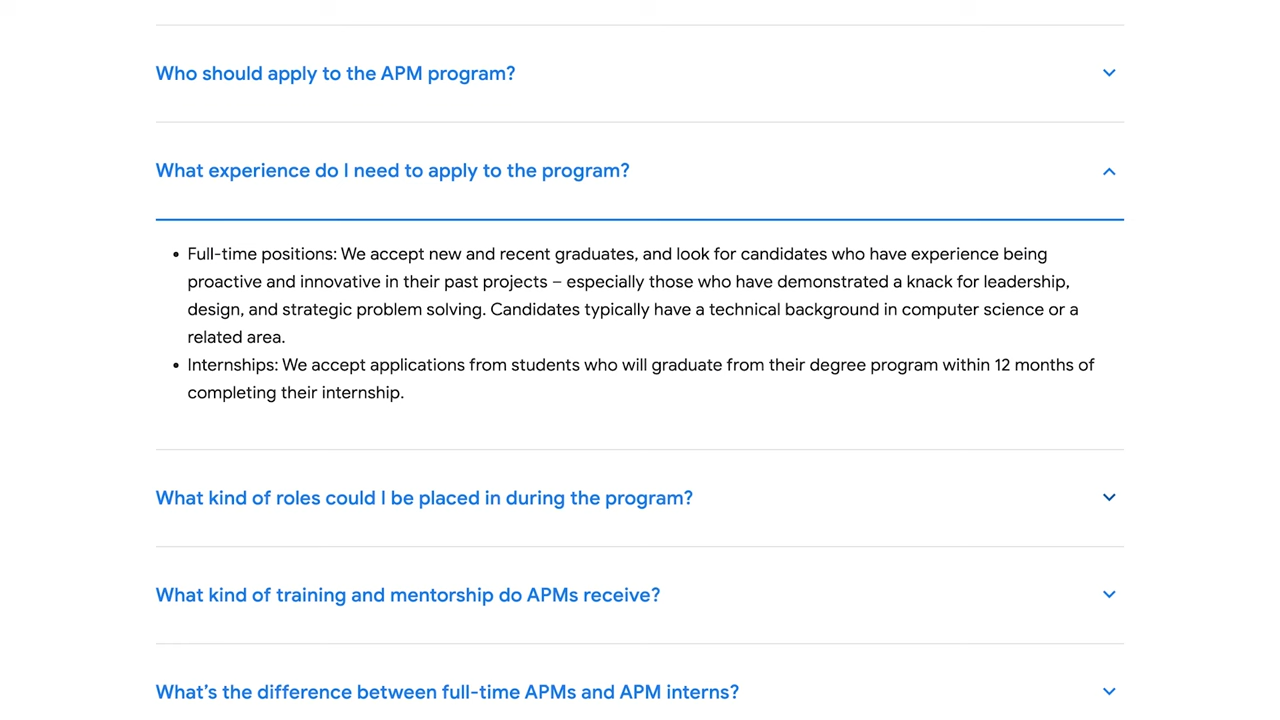 Who should apply to the APM program?
What experience do I need to apply to the program?
• Full-time positions: We accept new and recent graduates, and look for candidates who have experience being
proactive and innovative in their past projects – especially those who have demonstrated a knack for leadership,
design, and strategic problem solving. Candidates typically have a technical background in computer science or a
related area.
• Internships: We accept applications from students who will graduate from their degree program within 12 months of
completing their internship.
What kind of roles could I be placed in during the program?
What kind of training and mentorship do APMs receive?
What’s the difference between full-time APMs and APM interns?